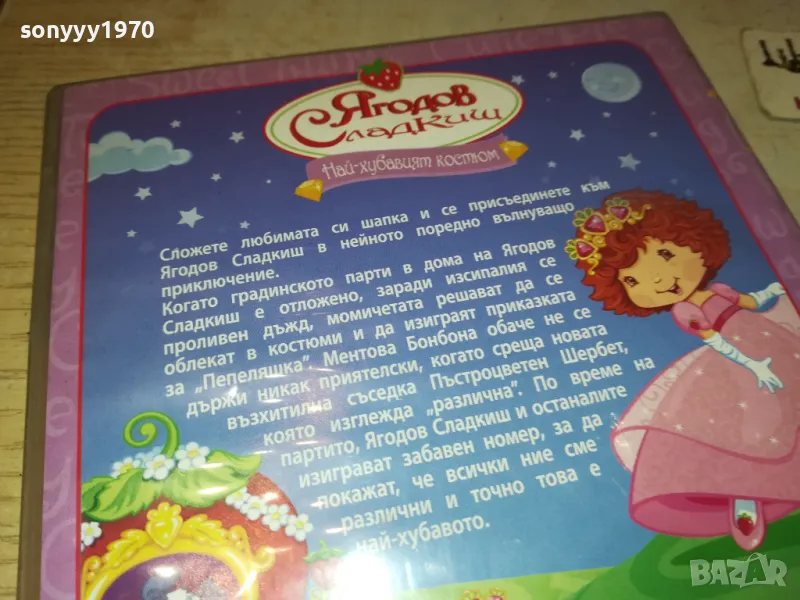 sonyyy1970
Ягодов
Сладкиш
Най-хубавият костюм
Сложете любимата си шапка и се присъединете към
Ягодов Сладкиш в нейното поредно вълнуващо
приключение.
Когато градинското парти в дома на Ягодов
Сладкиш е отложено, заради изсипалия се
проливен дъжд, момичетата решават да се
облекат в костюми и да изиграят приказката
за „Пепеляшка”. Ментова Бонбона обаче не се
държи никак приятелски, когато среща новата
възхитилна съседка Пъстроцветен Шербет,
която изглежда „различна”. По време на
партито, Ягодов Сладкиш и останалите
изиграват забавен номер, за да
покажат, че всички ние сме
различни и точно това е
най-хубавото.
BAZAR